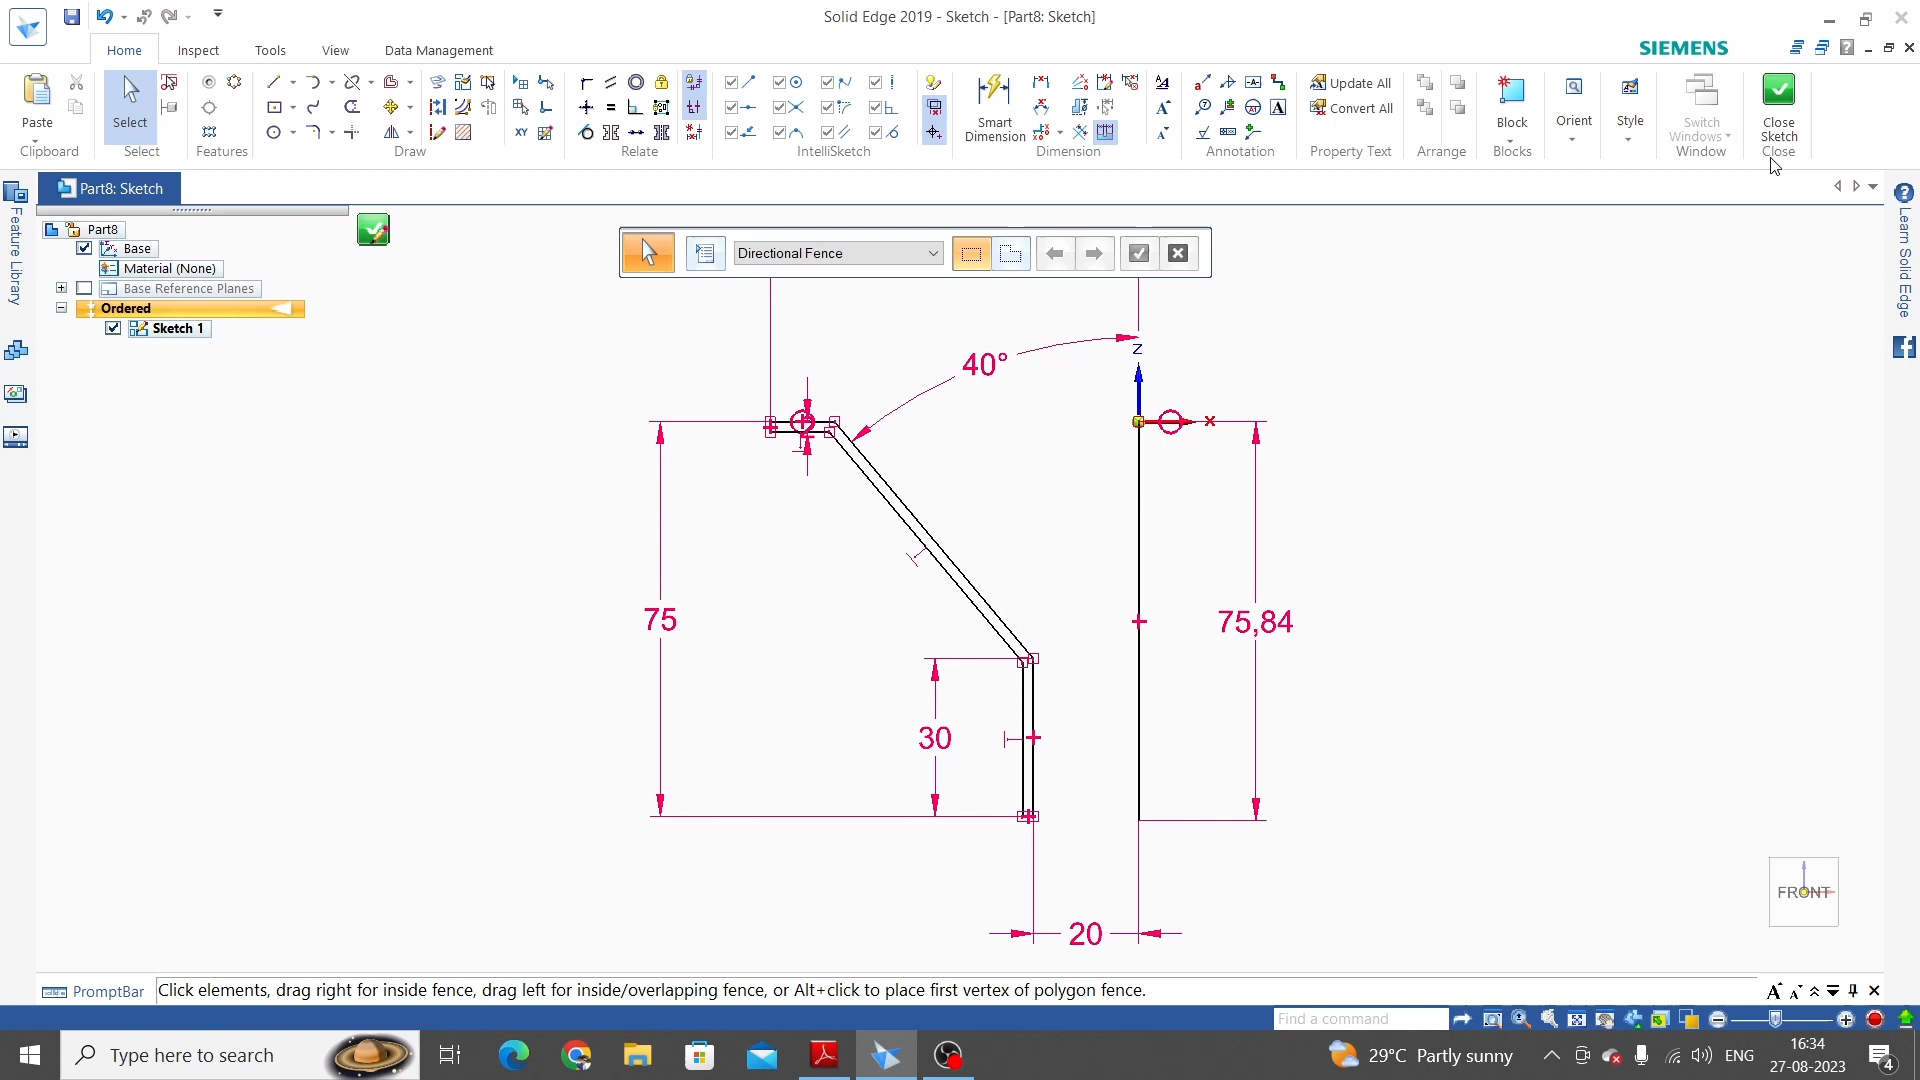 Solid Edge 2019 - Sketch - [Part8: Sketch]
Home
Inspect
Tools
View
Data Management
SIEMENS
Paste
Select
Smart
Dimension
Update All
Convert All
Block
Orient
Style
Switch
Windows
Close
Sketch
Clipboard
Select
Features
Draw
Relate
IntelliSketch
Dimension
Annotation
Property Text
Arrange
Blocks
Window
Close
Part8: Sketch
Feature Library
Learn Solid Edge
Part8
Base
Material (None)
Base Reference Planes
Ordered
Sketch 1
Directional Fence
40°
Z
X
75
75,84
30
20
FRONT
PromptBar
Click elements, drag right for inside fence, drag left for inside/overlapping fence, or Alt+click to place first vertex of polygon fence.
Find a command
Type here to search
29°C Partly sunny
ENG
16:34
27-08-2023
4